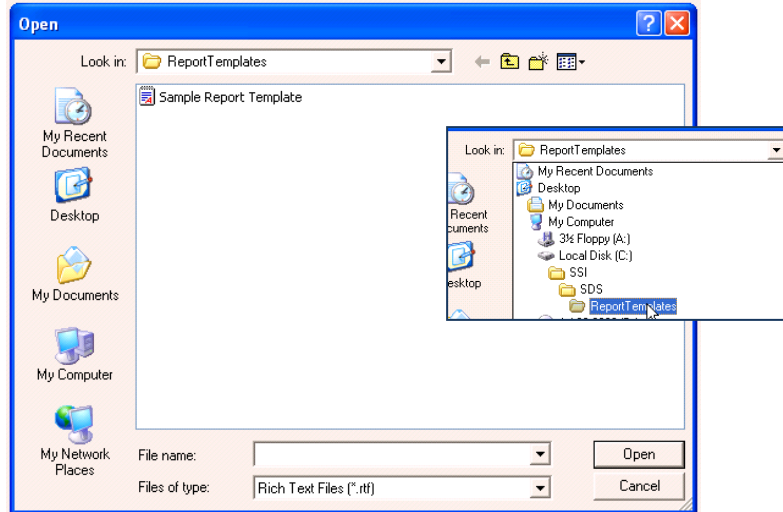 Open
Look in: ReportTemplates
Sample Report Template
My Recent
Documents
Desktop
My Documents
My Computer
My Network
Places
File name:
Open
Files of type: Rich Text Files (*.rtf)
Cancel
Look in: ReportTemplates
My Recent Documents
Desktop
My Documents
My Computer
3½ Floppy (A:)
Local Disk (C:)
SSI
SDS
ReportTemplates
Recent
cuments
esktop